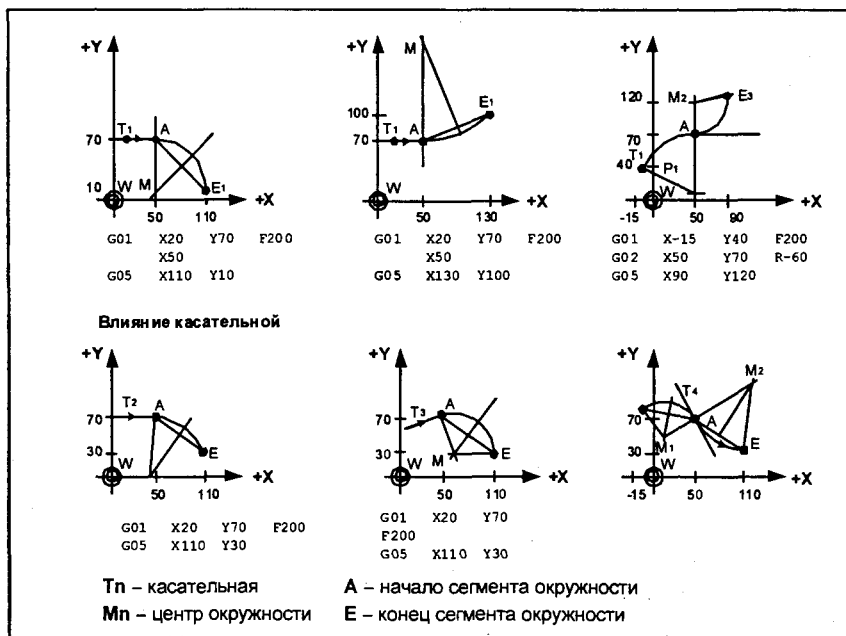 +Y
+Y
+Y
M
M2
E3
120
T1
A
E1
100
70
T1
A
70
A
70
T1
40
P1
10
W
M
E1
W
W
+X
+X
+X
50
110
50
130
-15
50
90
G01 X20 Y70 F200
X50
G05 X110 Y10
G01 X20 Y70 F200
X50
G05 X130 Y100
G01 X-15 Y40 F200
G02 X50 Y70 R-60
G05 X90 Y120
Влияние касательной
+Y
+Y
+Y
M2
T2
A
A
T4
70
70
T3
70
A
M1
30
E
30
M
E
30
E
W
W
W
+X
+X
+X
50
110
50
110
-15
50
110
G01 X20 Y70 F200
G05 X110 Y30
G01 X20 Y70
F200
G05 X110 Y30
Tn – касательная
A – начало сегмента окружности
Mn – центр окружности
E – конец сегмента окружности